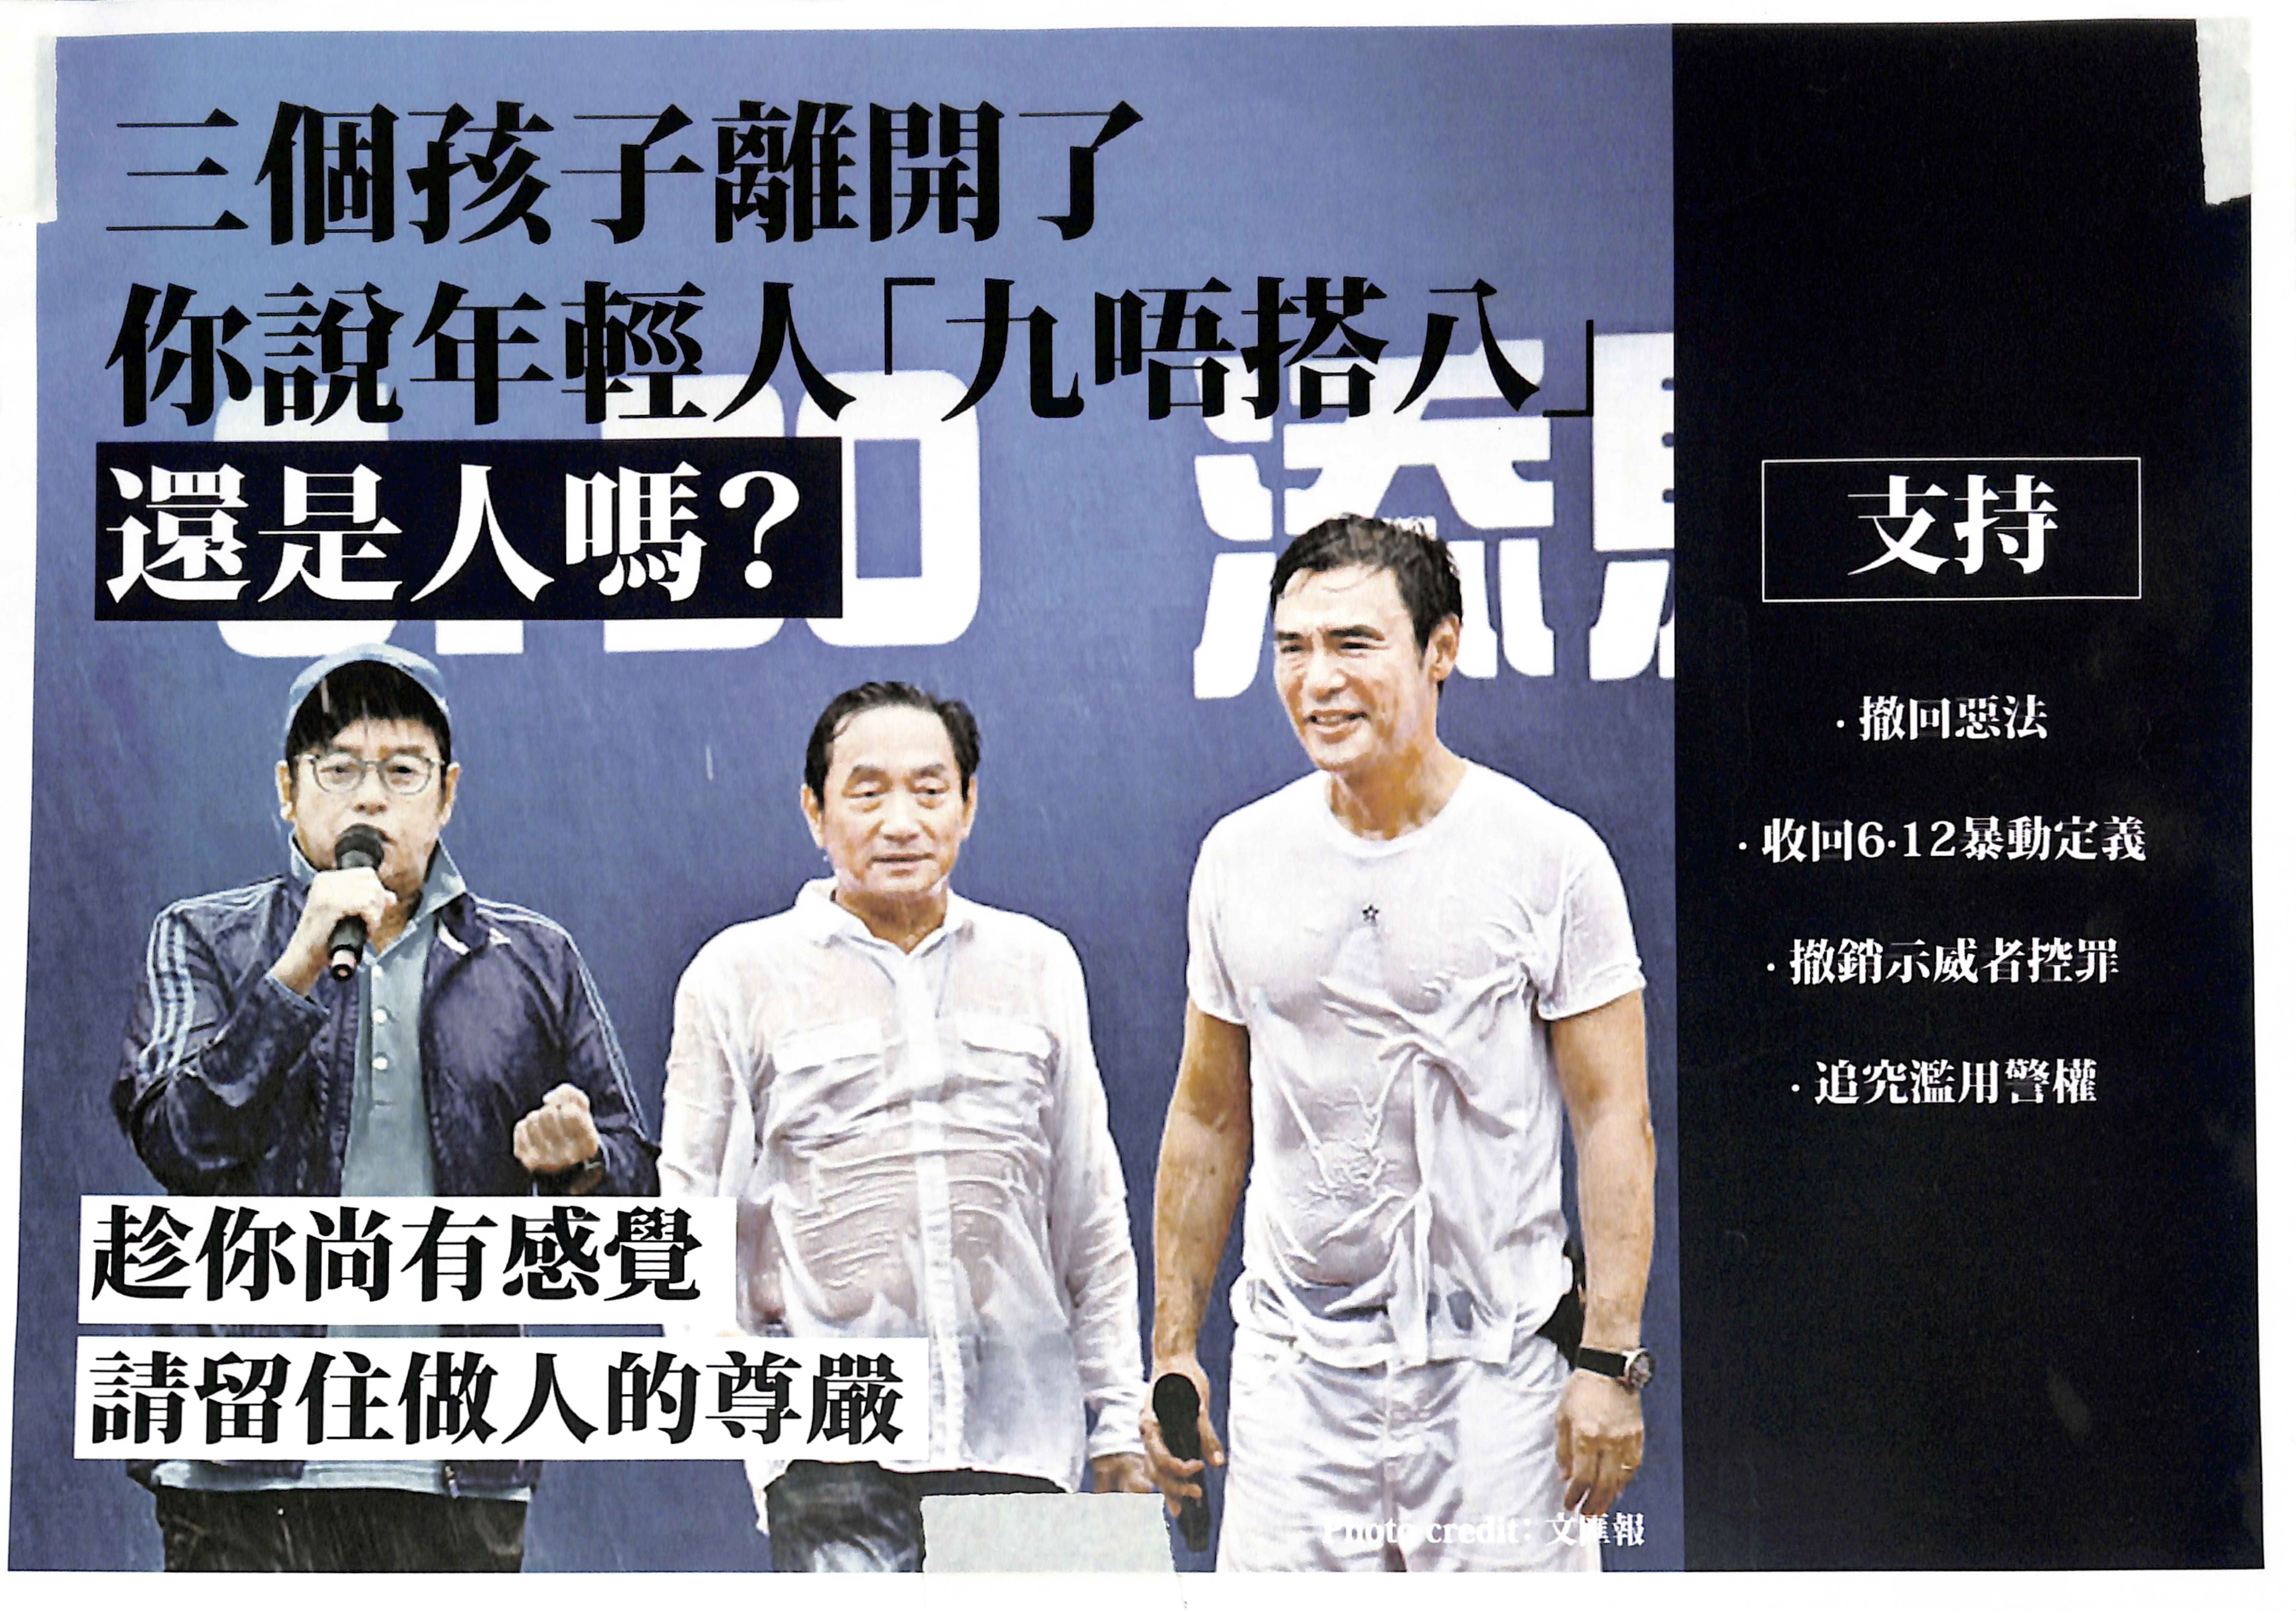 三個孩子離開了
你說年輕人「九唔搭八」
還是人嗎？
添馬
趁你尚有感覺
請留住做人的尊嚴
Photo credit: 文匯報
支持
·撤回惡法
·收回6·12暴動定義
·撤銷示威者控罪
·追究濫用警權